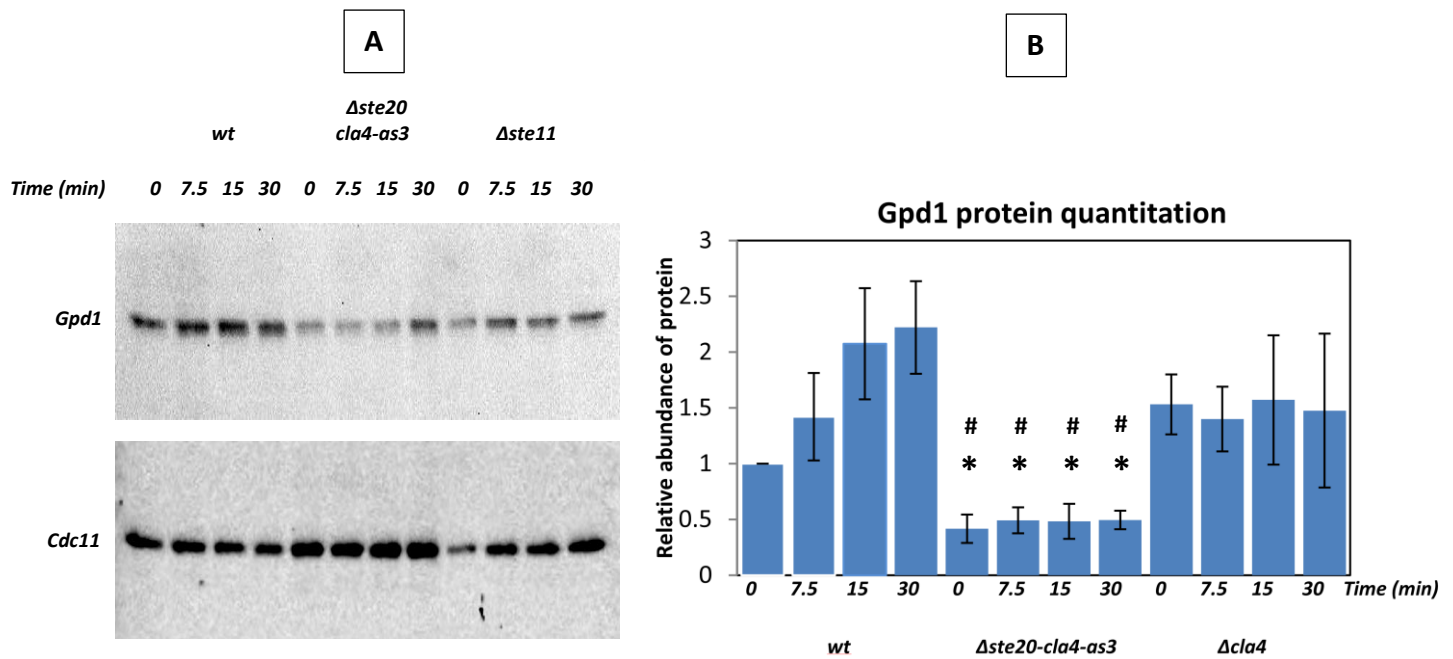 A
Δste20
wt cla4-as3 Δste11
Time (min) 0 7.5 15 30 0 7.5 15 30 0 7.5 15 30
Gpd1
Cdc11
B
Gpd1 protein quantitation
Relative abundance of protein
3
2.5
2
1.5
1
0.5
0
# # # #
* * * *
0 7.5 15 30 0 7.5 15 30 0 7.5 15 30 Time (min)
wt Δste20-cla4-as3 Δcla4